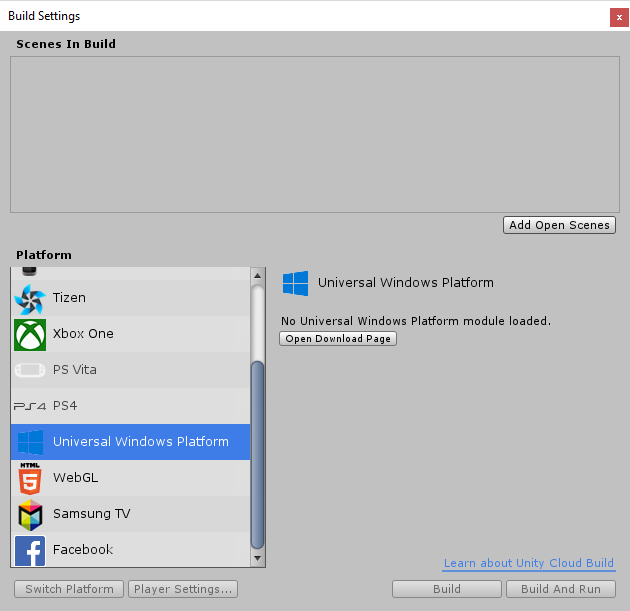 Build Settings
x
Scenes In Build
Add Open Scenes
Platform
Tizen
Xbox One
PS Vita
PS4 PS4
Universal Windows Platform
HTML
5 WebGL
Samsung TV
f Facebook
Universal Windows Platform
No Universal Windows Platform module loaded.
Open Download Page
Learn about Unity Cloud Build
Switch Platform Player Settings... Build Build And Run